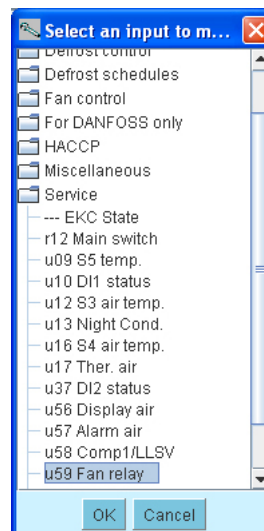 Select an input to m...
Defrost control
Defrost schedules
Fan control
For DANFOSS only
HACCP
Miscellaneous
Service
--- EKC State
r12 Main switch
u09 S5 temp.
u10 DI1 status
u12 S3 air temp.
u13 Night Cond.
u16 S4 air temp.
u17 Ther. air
u37 DI2 status
u56 Display air
u57 Alarm air
u58 Comp1/LLSV
u59 Fan relay
OK Cancel